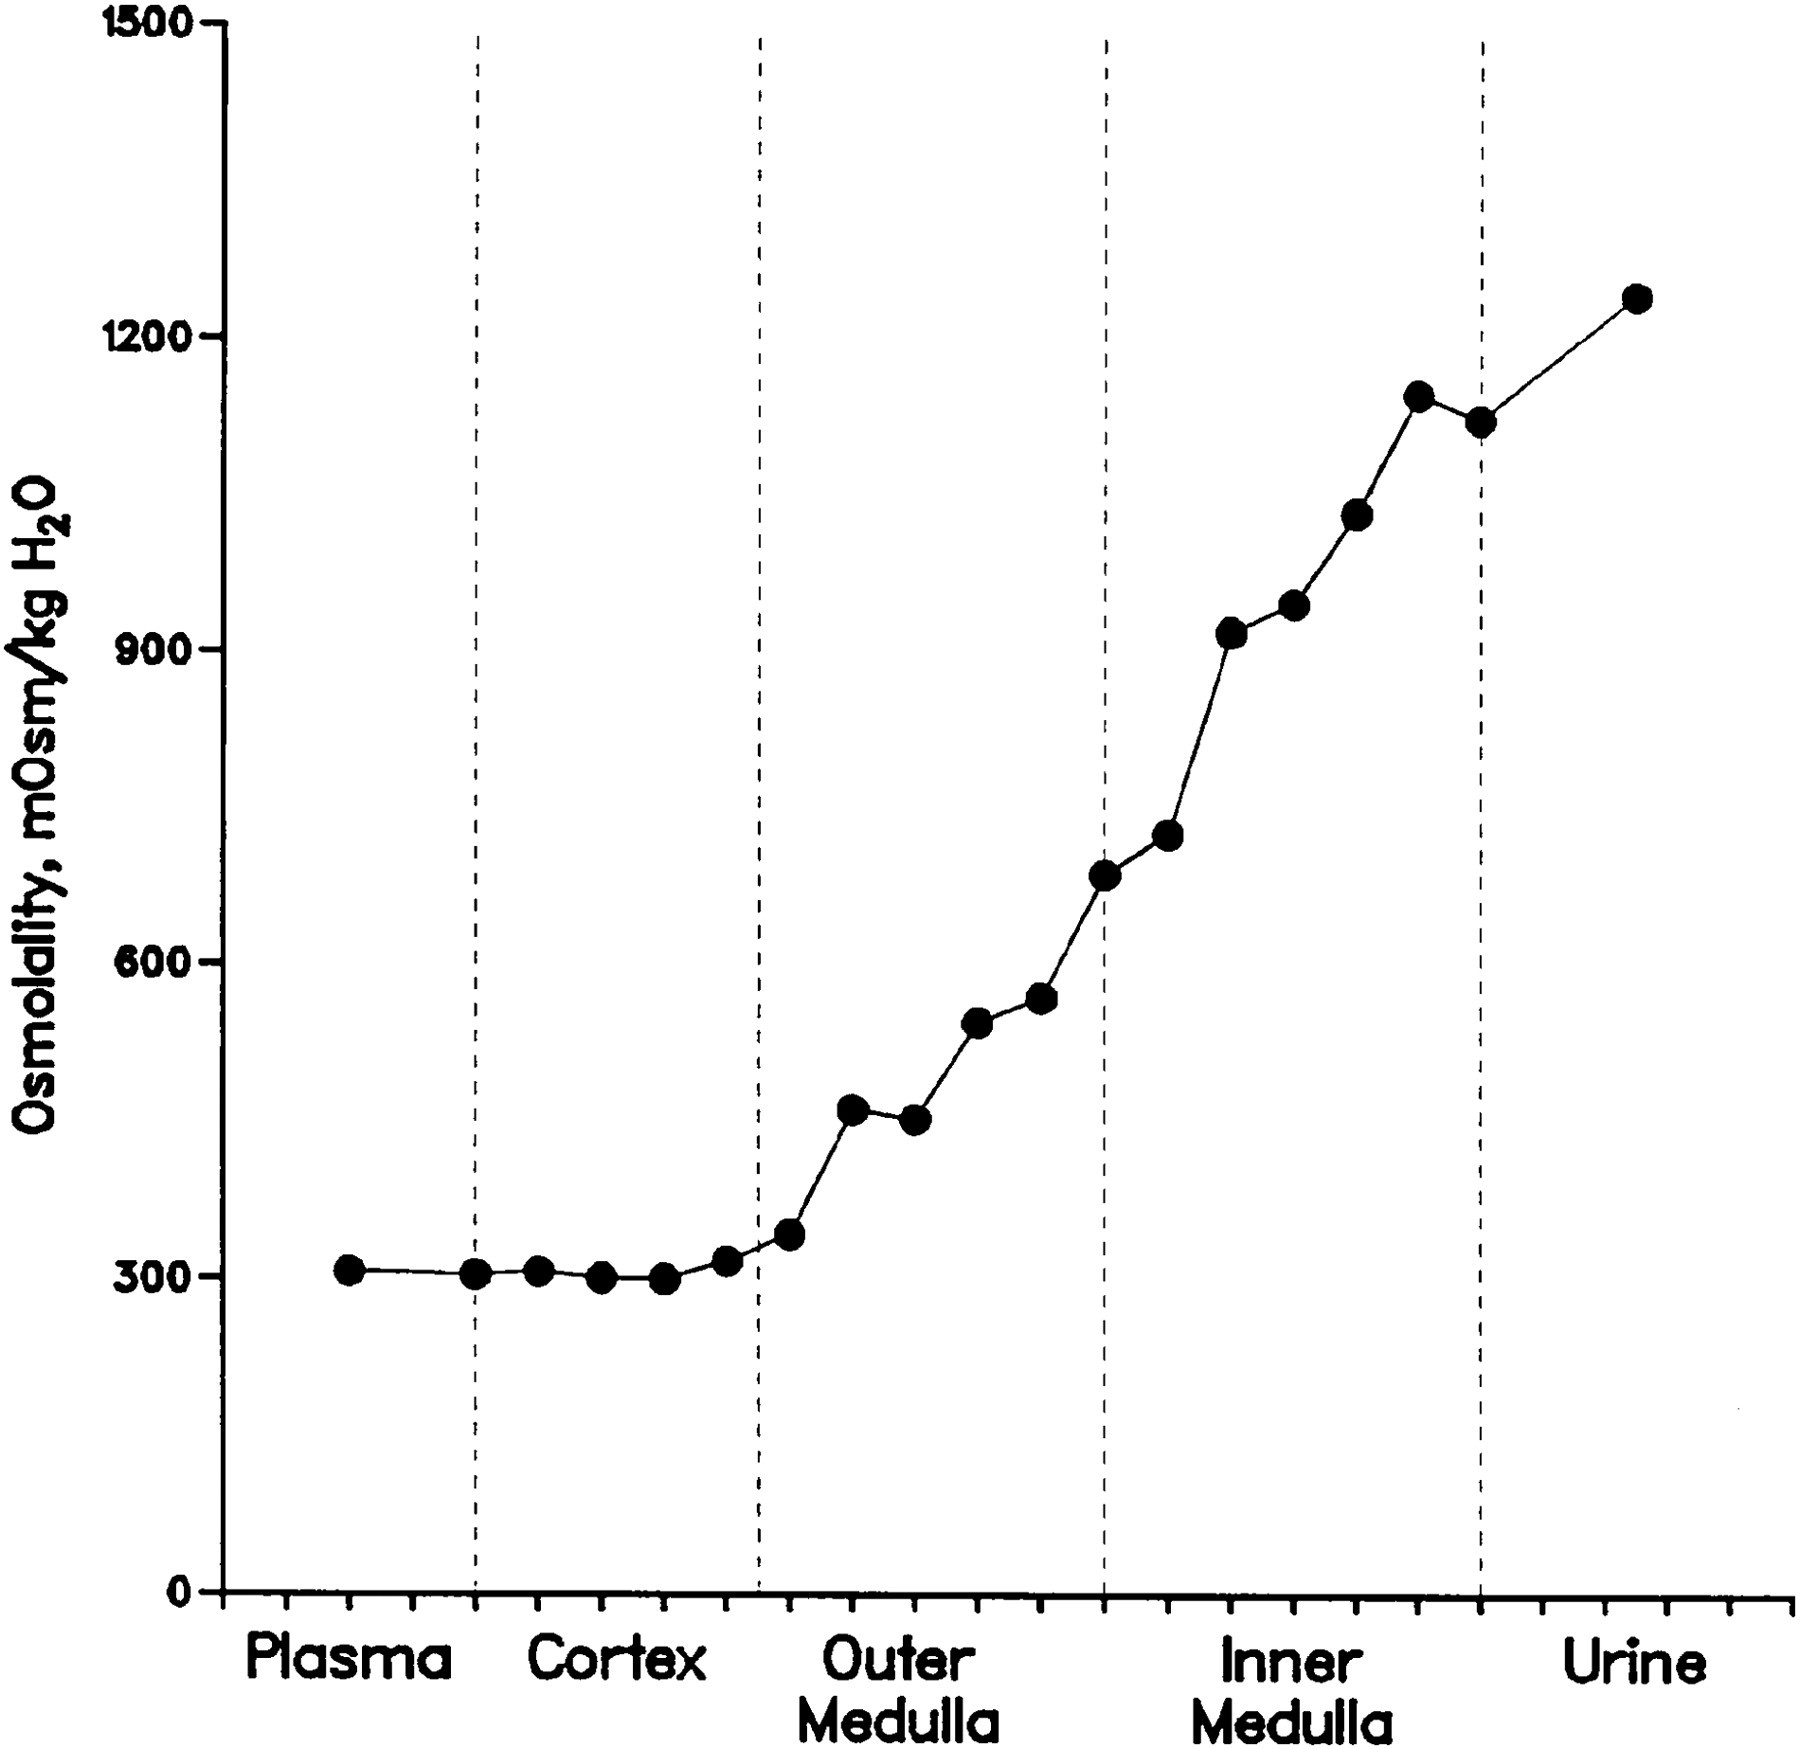 1500
1200
900
600
300
0
Osmolality, mOsm/kg H₂O
Plasma
Cortex
Outer
Medulla
Inner
Medulla
Urine